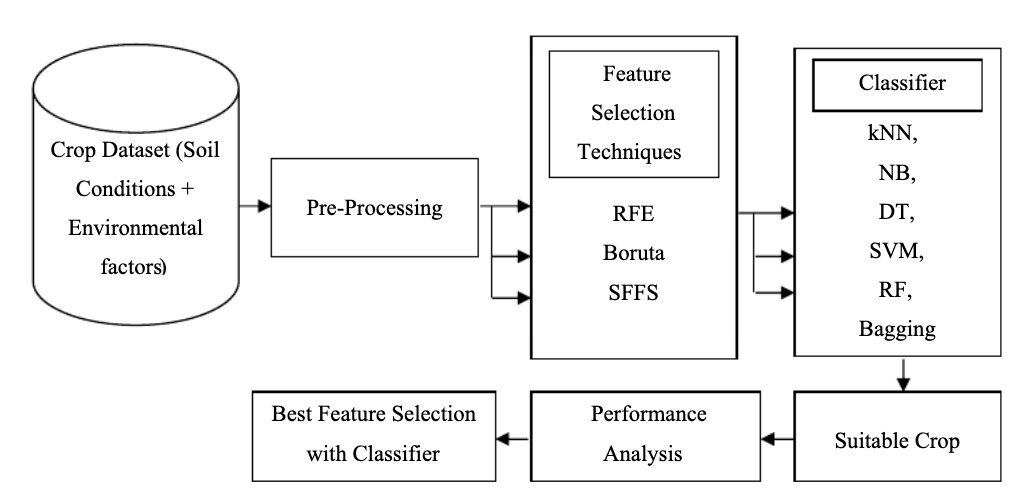 Crop Dataset (Soil
Conditions +
Environmental
factors)
Pre-Processing
Feature
Selection
Techniques
RFE
Boruta
SFFS
Classifier
kNN,
NB,
DT,
SVM,
RF,
Bagging
Suitable Crop
Performance
Analysis
Best Feature Selection
with Classifier